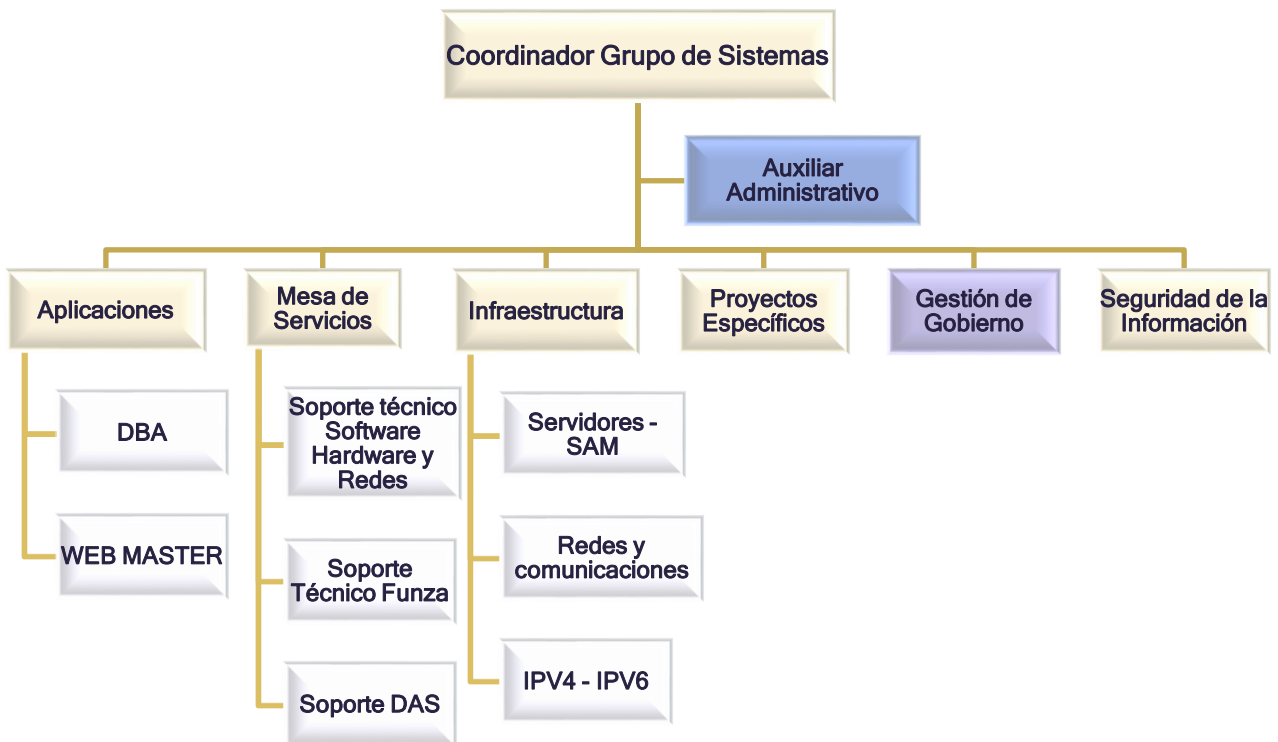 Coordinador Grupo de Sistemas
Auxiliar
Administrativo
Aplicaciones
Mesa de
Servicios
Infraestructura
Proyectos
Específicos
Gestión de
Gobierno
Seguridad de la
Información
DBA
WEB MASTER
Soporte técnico
Software
Hardware y
Redes
Soporte
Técnico Funza
Soporte DAS
Servidores -
SAM
Redes y
comunicaciones
IPV4 - IPV6